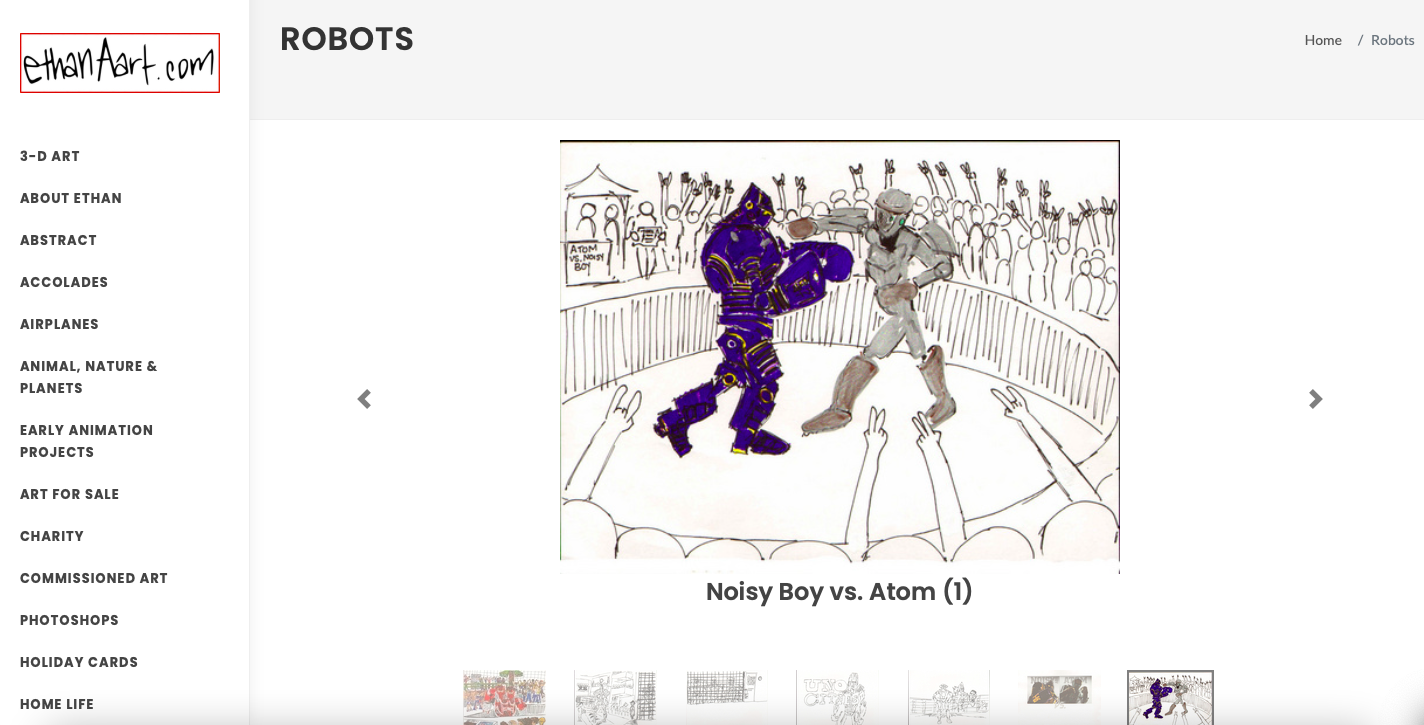 ethanAart.com
ROBOTS
Home / Robots
3-D ART
ABOUT ETHAN
ABSTRACT
ACCOLADES
AIRPLANES
ANIMAL, NATURE &
PLANETS
EARLY ANIMATION
PROJECTS
ART FOR SALE
CHARITY
COMMISSIONED ART
PHOTOSHOPS
HOLIDAY CARDS
HOME LIFE
ATOM
VS. NOISY
BOY
Noisy Boy vs. Atom (1)